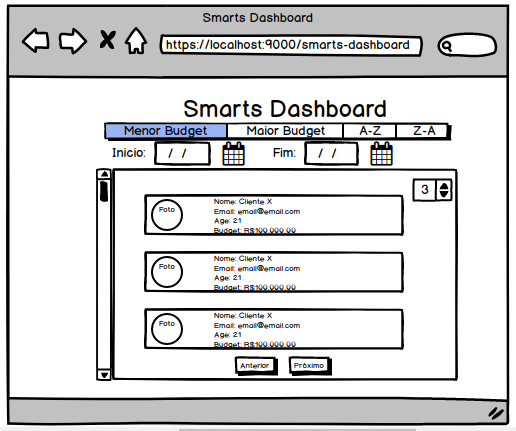 Smarts Dashboard
https://localhost:9000/smarts-dashboard
Smarts Dashboard
Menor Budget Maior Budget A-Z Z-A
Inicio: / / Fim: / /
3
Foto
Nome: Cliente X
Email: email@email.com
Age: 21
Budget: R$100.000,00
Foto
Nome: Cliente X
Email: email@email.com
Age: 21
Budget: R$100.000,00
Foto
Nome: Cliente X
Email: email@email.com
Age: 21
Budget: R$100.000,00
Anterior Próximo